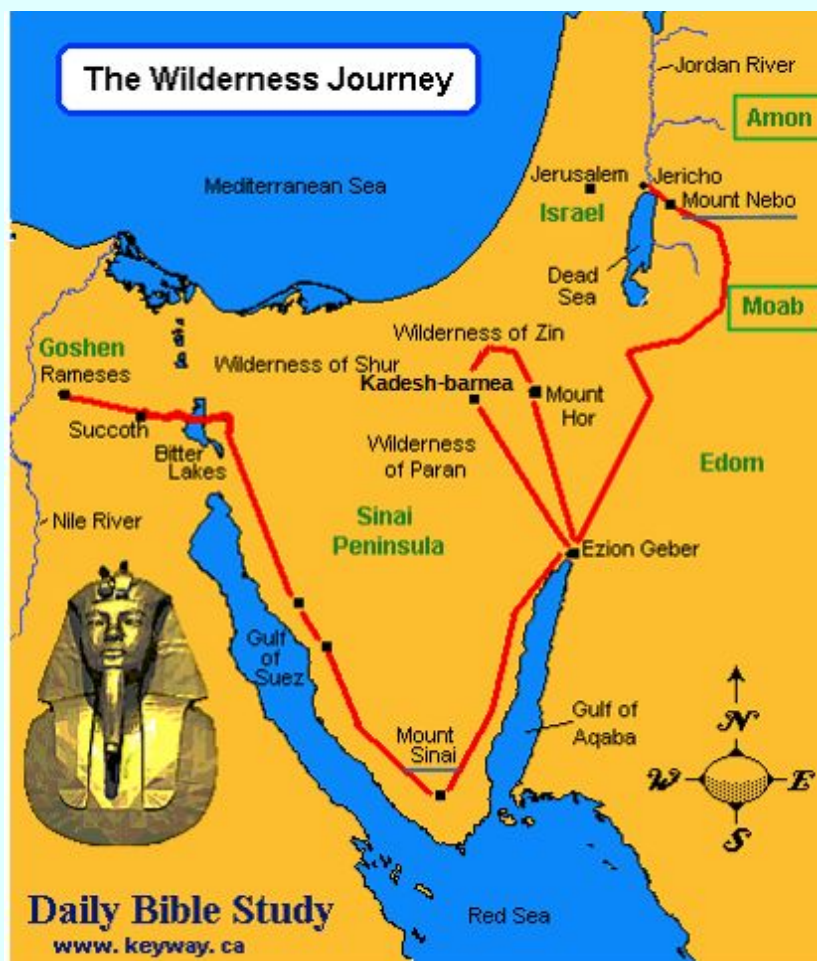 The Wilderness Journey
Jordan River
Amon
Mediterranean Sea
Jerusalem
Jericho
Mount Nebo
Israel
Dead
Sea
Moab
Wilderness of Zin
Goshen
Rameses
Wilderness of Shur
Kadesh-barnea
Mount
Hor
Succoth
Bitter
Lakes
Wilderness
of Paran
Edom
Nile River
Sinai
Peninsula
Ezion Geber
Gulf
of
Suez
Mount
Sinai
Gulf of
Aqaba
N
W
E
S
Daily Bible Study
www.keyway.ca
Red Sea